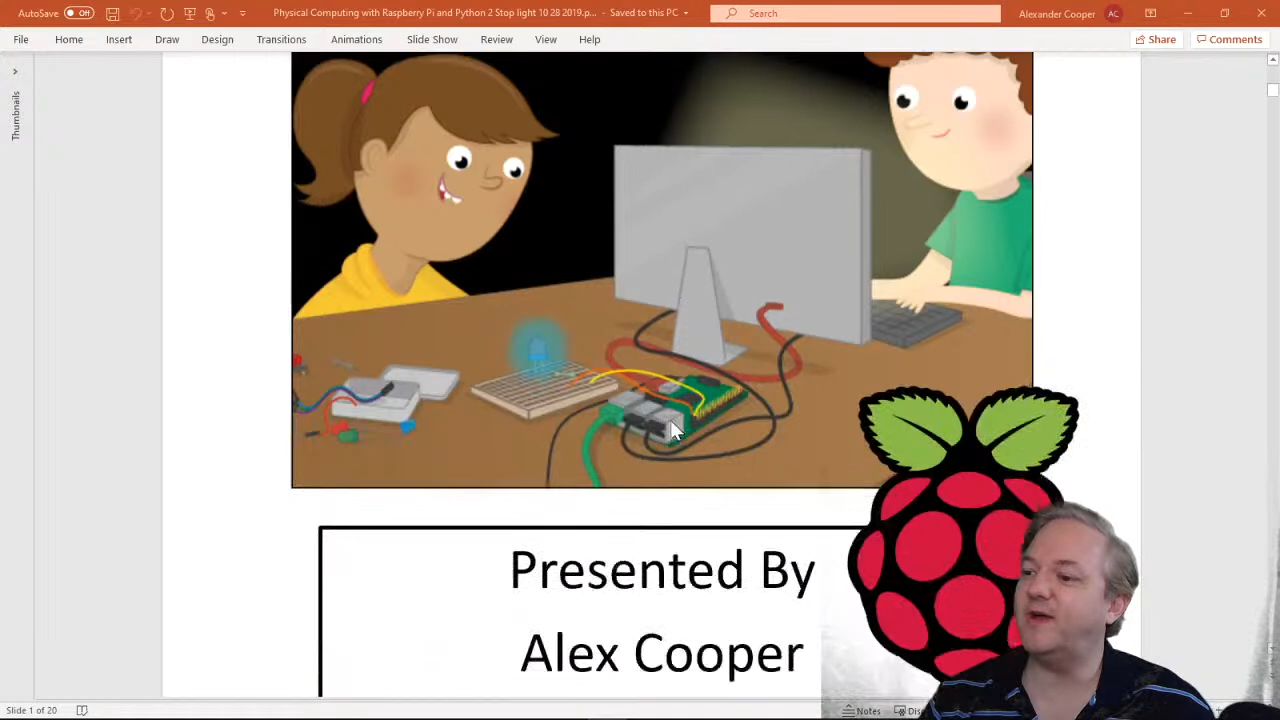 AutoSave Off Physical Computing with Raspberry Pi and Python 2 Stop light 10 28 2019.p... - Saved to this PC Search Alexander Cooper AC
File Home Insert Draw Design Transitions Animations Slide Show Review View Help Share Comments
Thumbnails
Presented By
Alex Cooper
Slide 1 of 20 Notes